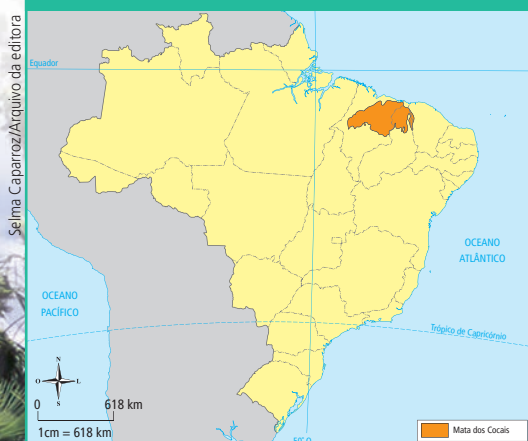 Selma Caparroz/Arquivo da editora
Equador
OCEANO
ATLÂNTICO
OCEANO
PACÍFICO
Trópico de Capricórnio
N
O
L
S
0
618 km
1cm = 618 km
50° O
Mata dos Cocais